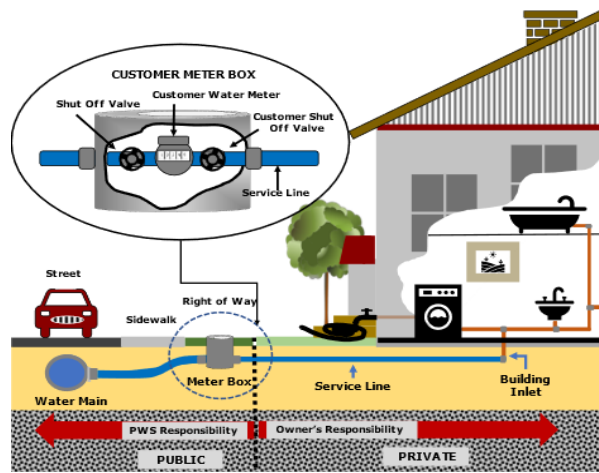 CUSTOMER METER BOX
Customer Water Meter
Shut Off Valve
Customer Shut
Off Valve
Service Line
Street
Sidewalk
Right of Way
Meter Box
Service Line
Building
Inlet
Water Main
PWS Responsibility
Owner's Responsibility
PUBLIC
PRIVATE